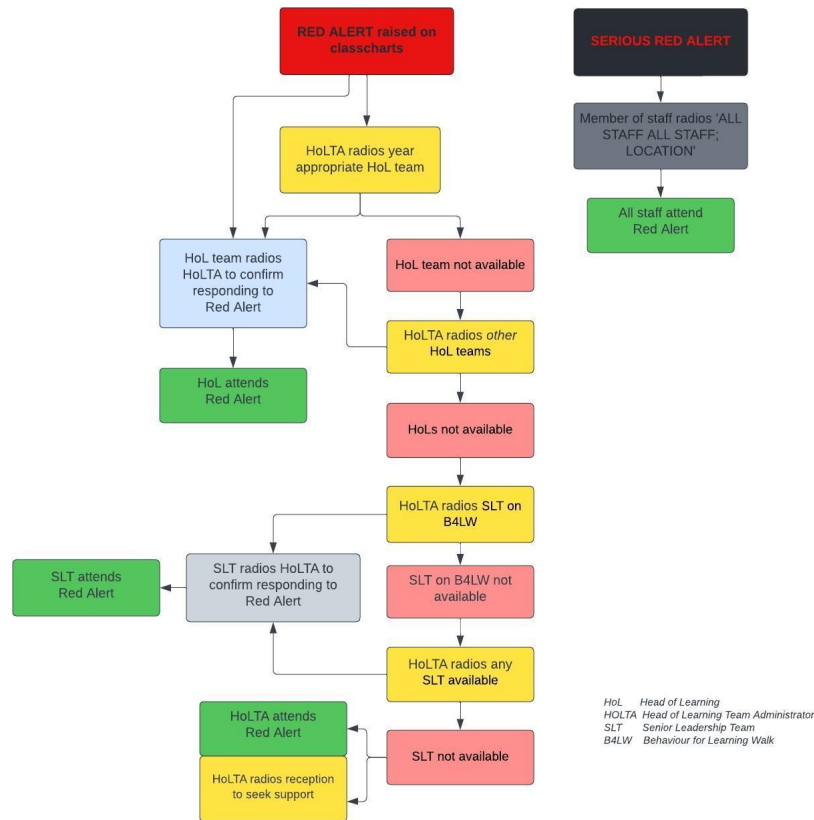 RED ALERT raised on
classcharts
SERIOUS RED ALERT
Member of staff radios 'ALL
STAFF ALL STAFF;
LOCATION'
HoLTA radios year
appropriate HoL team
All staff attend
Red Alert
HoL team radios
HoLTA to confirm
responding to
Red Alert
HoL team not available
HoLTA radios other
HoL teams
HoL attends
Red Alert
HoLs not available
HoLTA radios SLT on
B4LW
SLT attends
Red Alert
SLT radios HoLTA to
confirm responding to
Red Alert
SLT on B4LW not
available
HoLTA radios any
SLT available
HoLTA attends
Red Alert
SLT not available
HoLTA radios reception
to seek support
HoL Head of Learning
HOLTA Head of Learning Team Administrator
SLT Senior Leadership Team
B4LW Behaviour for Learning Walk